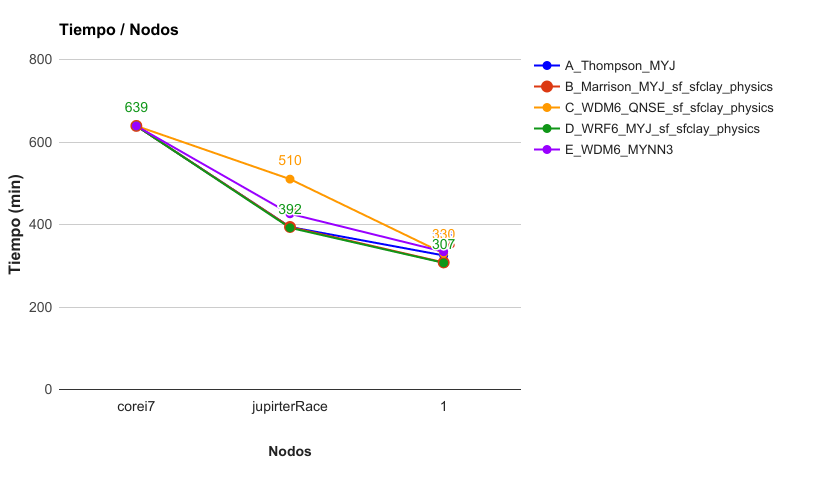 Tiempo / Nodos
800
600
400
200
0
Tiempo (min)
639
510
392
330
307
corei7
jupirterRace
1
Nodos
A_Thompson_MYJ
B_Marrison_MYJ_sf_sfclay_physics
C_WDM6_QNSE_sf_sfclay_physics
D_WRF6_MYJ_sf_sfclay_physics
E_WDM6_MYNN3